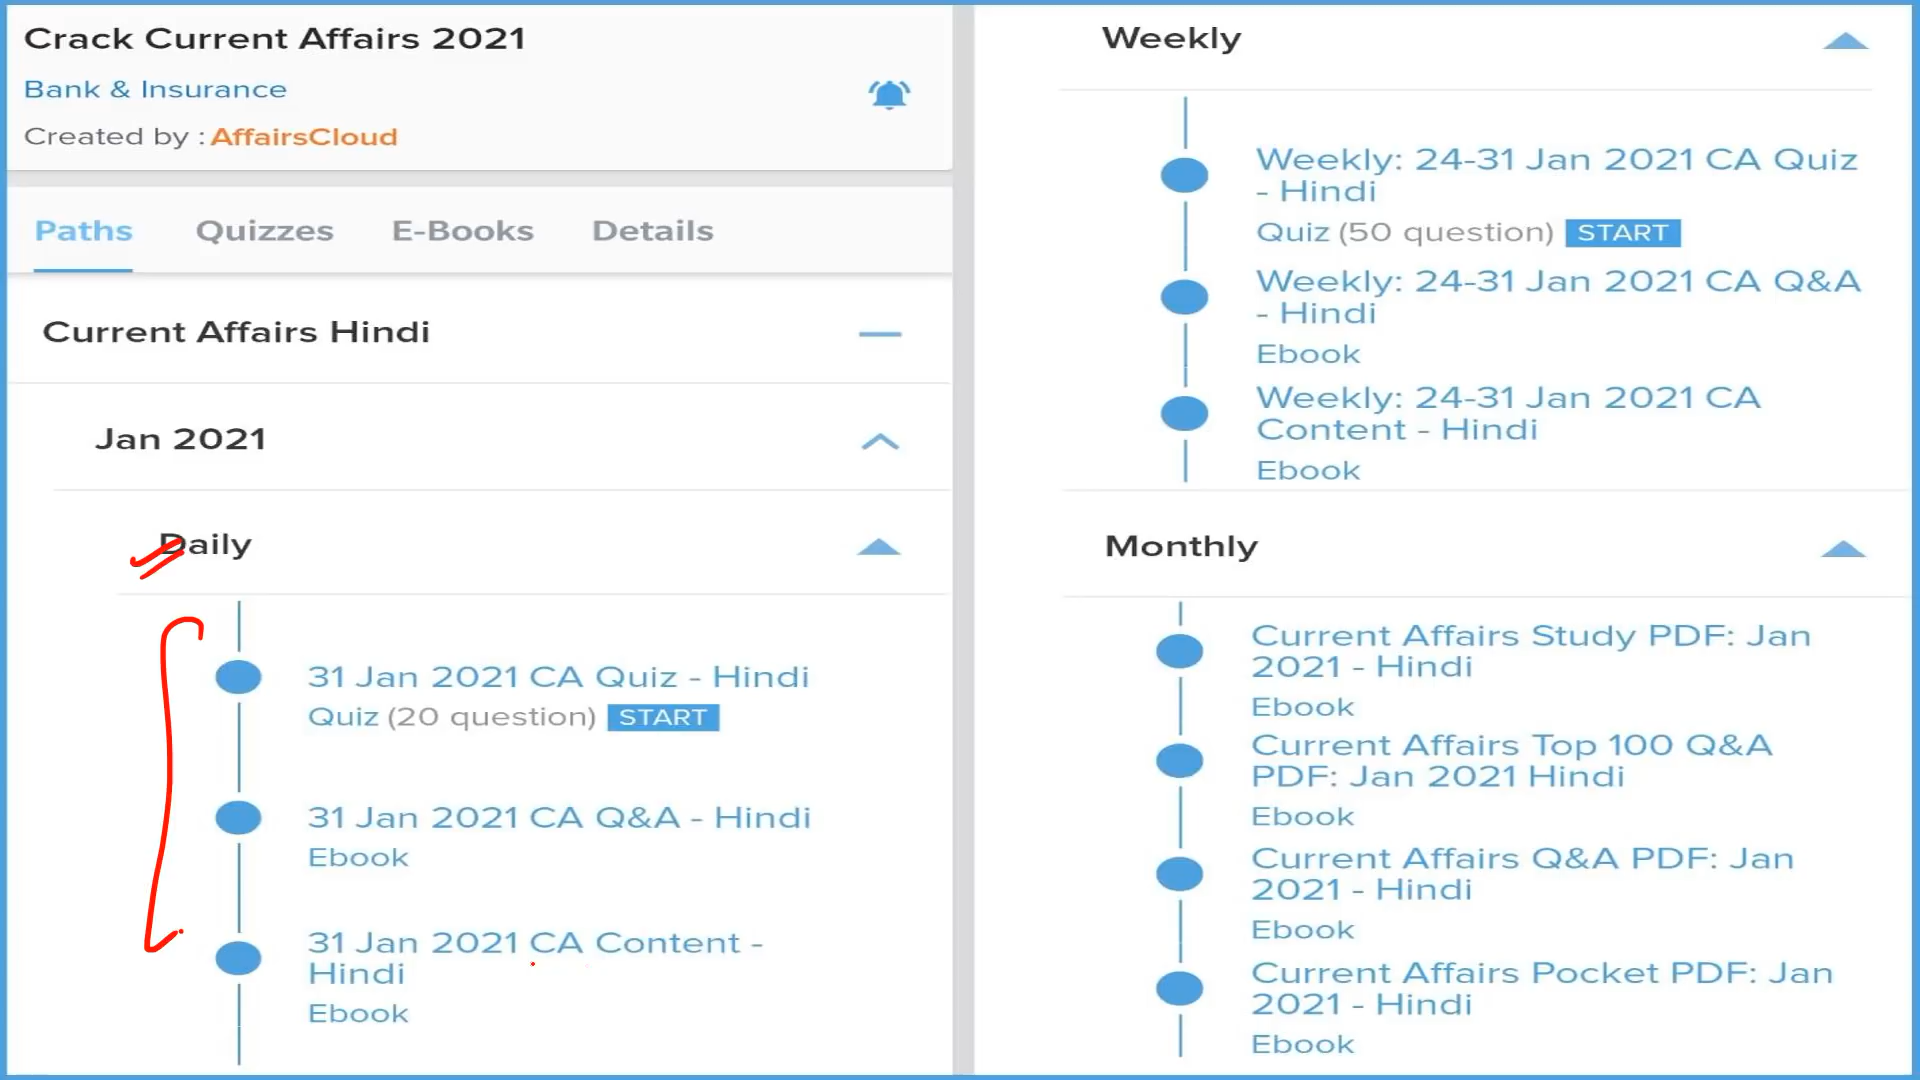 Crack Current Affairs 2021
Bank & Insurance
Created by : AffairsCloud
Paths Quizzes E-Books Details
Current Affairs Hindi
Jan 2021
Daily
31 Jan 2021 CA Quiz - Hindi
Quiz (20 question) START
31 Jan 2021 CA Q&A - Hindi
Ebook
31 Jan 2021 CA Content -
Hindi
Ebook
Weekly
Weekly: 24-31 Jan 2021 CA Quiz
- Hindi
Quiz (50 question) START
Weekly: 24-31 Jan 2021 CA Q&A
- Hindi
Ebook
Weekly: 24-31 Jan 2021 CA
Content - Hindi
Ebook
Monthly
Current Affairs Study PDF: Jan
2021 - Hindi
Ebook
Current Affairs Top 100 Q&A
PDF: Jan 2021 Hindi
Ebook
Current Affairs Q&A PDF: Jan
2021 - Hindi
Ebook
Current Affairs Pocket PDF: Jan
2021 - Hindi
Ebook